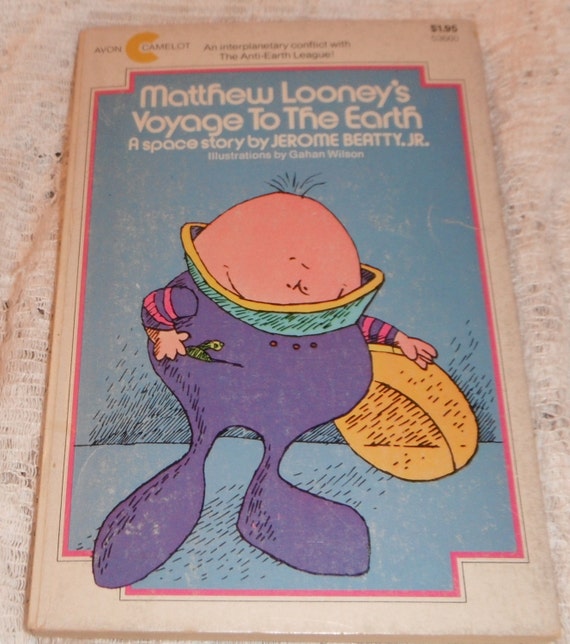 $1.95
AVON CAMELOT
An interplanetary conflict with
The Anti-Earth League!
Matthew Looney's
Voyage To The Earth
A space story by JEROME BEATTY, JR.
Illustrations by Gahan Wilson